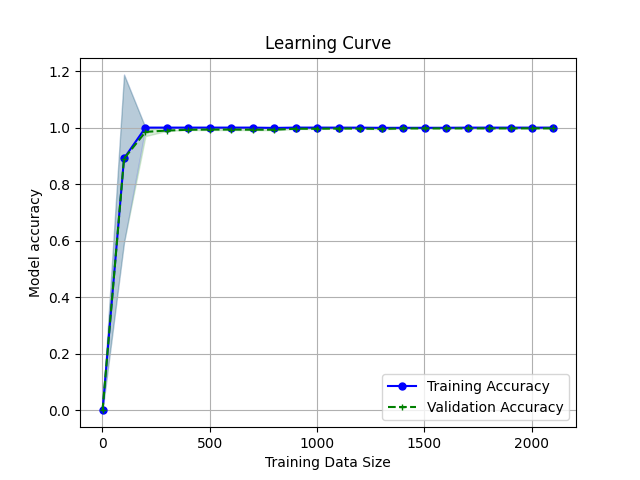 Learning Curve
1.2
1.0
0.8
0.6
0.4
0.2
0.0
Model accuracy
Training Accuracy
Validation Accuracy
0 500 1000 1500 2000
Training Data Size